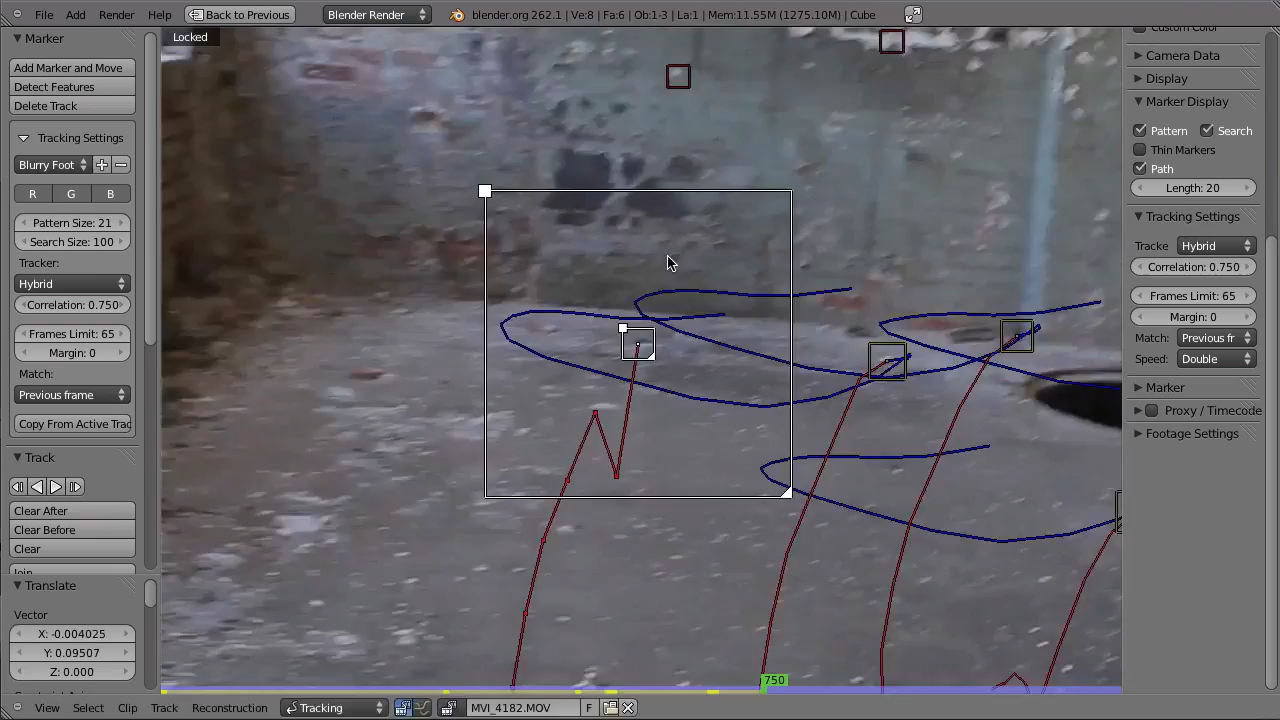 File Add Render Help Back to Previous Blender Render blender.org 262.1 | Ve:8 | Fa:6 | Ob:1-3 | La:1 | Mem:11.55M (1275.10M) | Cube
Marker
Add Marker and Move
Detect Features
Delete Track
Tracking Settings
Blurry Foot
R G B
Pattern Size: 21
Search Size: 100
Tracker:
Hybrid
Correlation: 0.750
Frames Limit: 65
Margin: 0
Match:
Previous frame
Copy From Active Trac
Track
Clear After
Clear Before
Clear
Join
Translate
Vector
X: -0.004025
Y: 0.09507
Z: 0.000
Locked
750
Custom Color
Camera Data
Display
Marker Display
Pattern Search
Thin Markers
Path
Length: 20
Tracking Settings
Tracke Hybrid
Correlation: 0.750
Frames Limit: 65
Margin: 0
Match: Previous fr
Speed: Double
Marker
Proxy / Timecode
Footage Settings
View Select Clip Track Reconstruction Tracking MVI_4182.MOV F